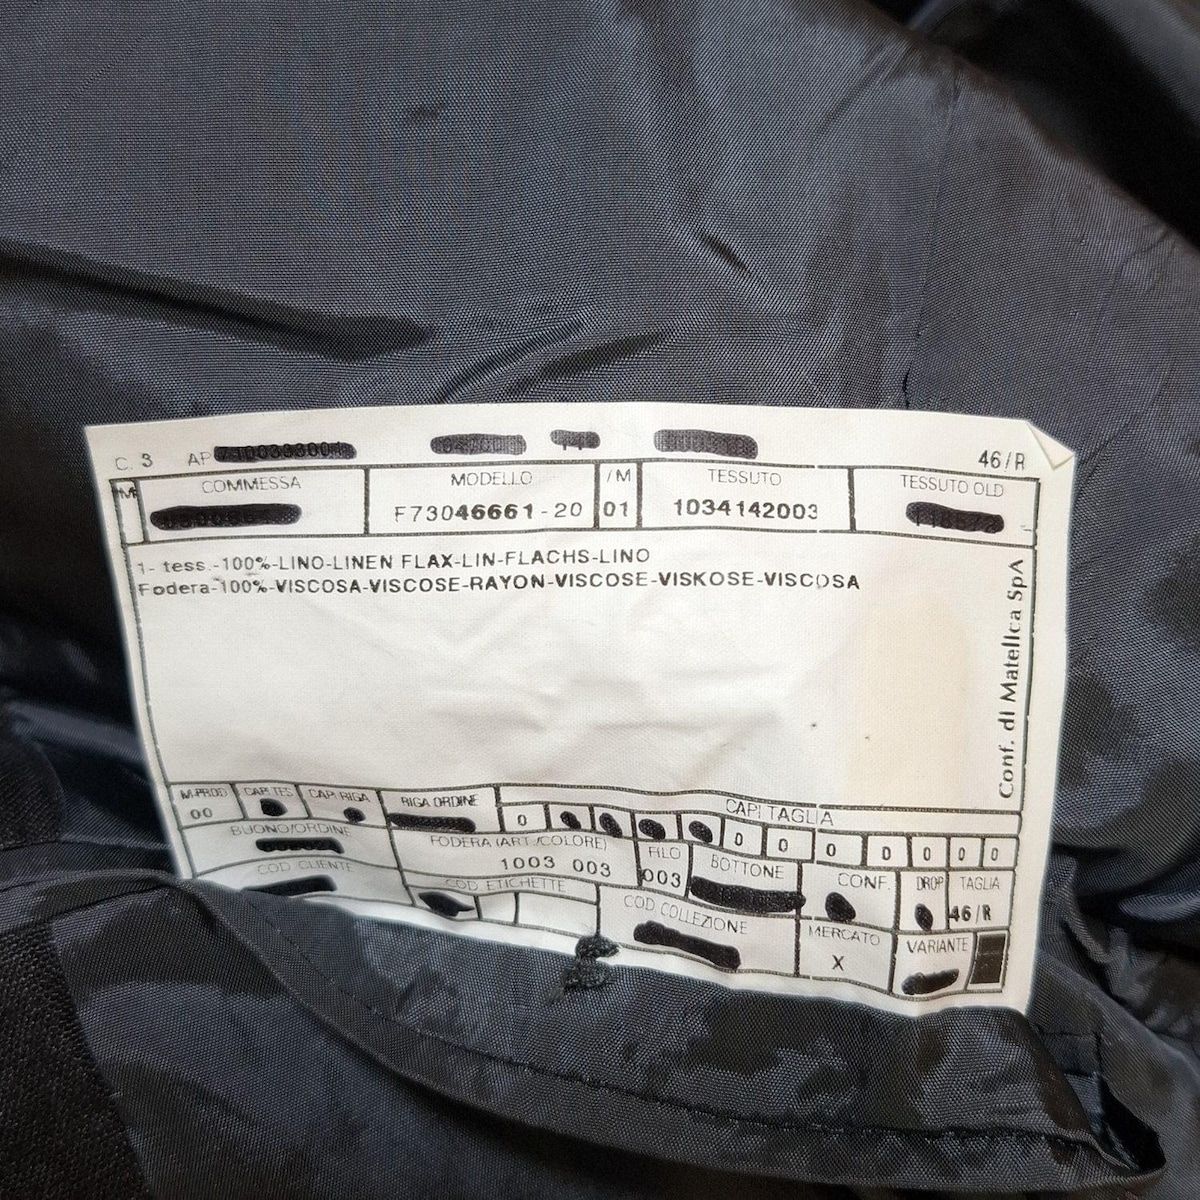 C. 3 AP 46/R
COMMESSA MODELLO /M TESSUTO TESSUTO OLD
F73046661-20 01 1034142003
1- tess.-100%-LINO-LINEN FLAX-LIN-FLACHS-LINO
Fodera-100%-VISCOSA-VISCOSE-RAYON-VISCOSE-VISKOSE-VISCOSA
Conf. di Matelica SpA
M-PROD CAP.TES CAP.RIGA RIGA ORDINE CAPI TAGLIA
00 0 0 0 0 0 0 0 0
BUONO/ORDINE FODERA (ART./COLORE) FILO BOTTONE CONF. DROP TAGLIA
1003 003 003 46/R
COD CLIENTE COD. ETICHETTE COD COLLEZIONE MERCATO VARIANTE
X